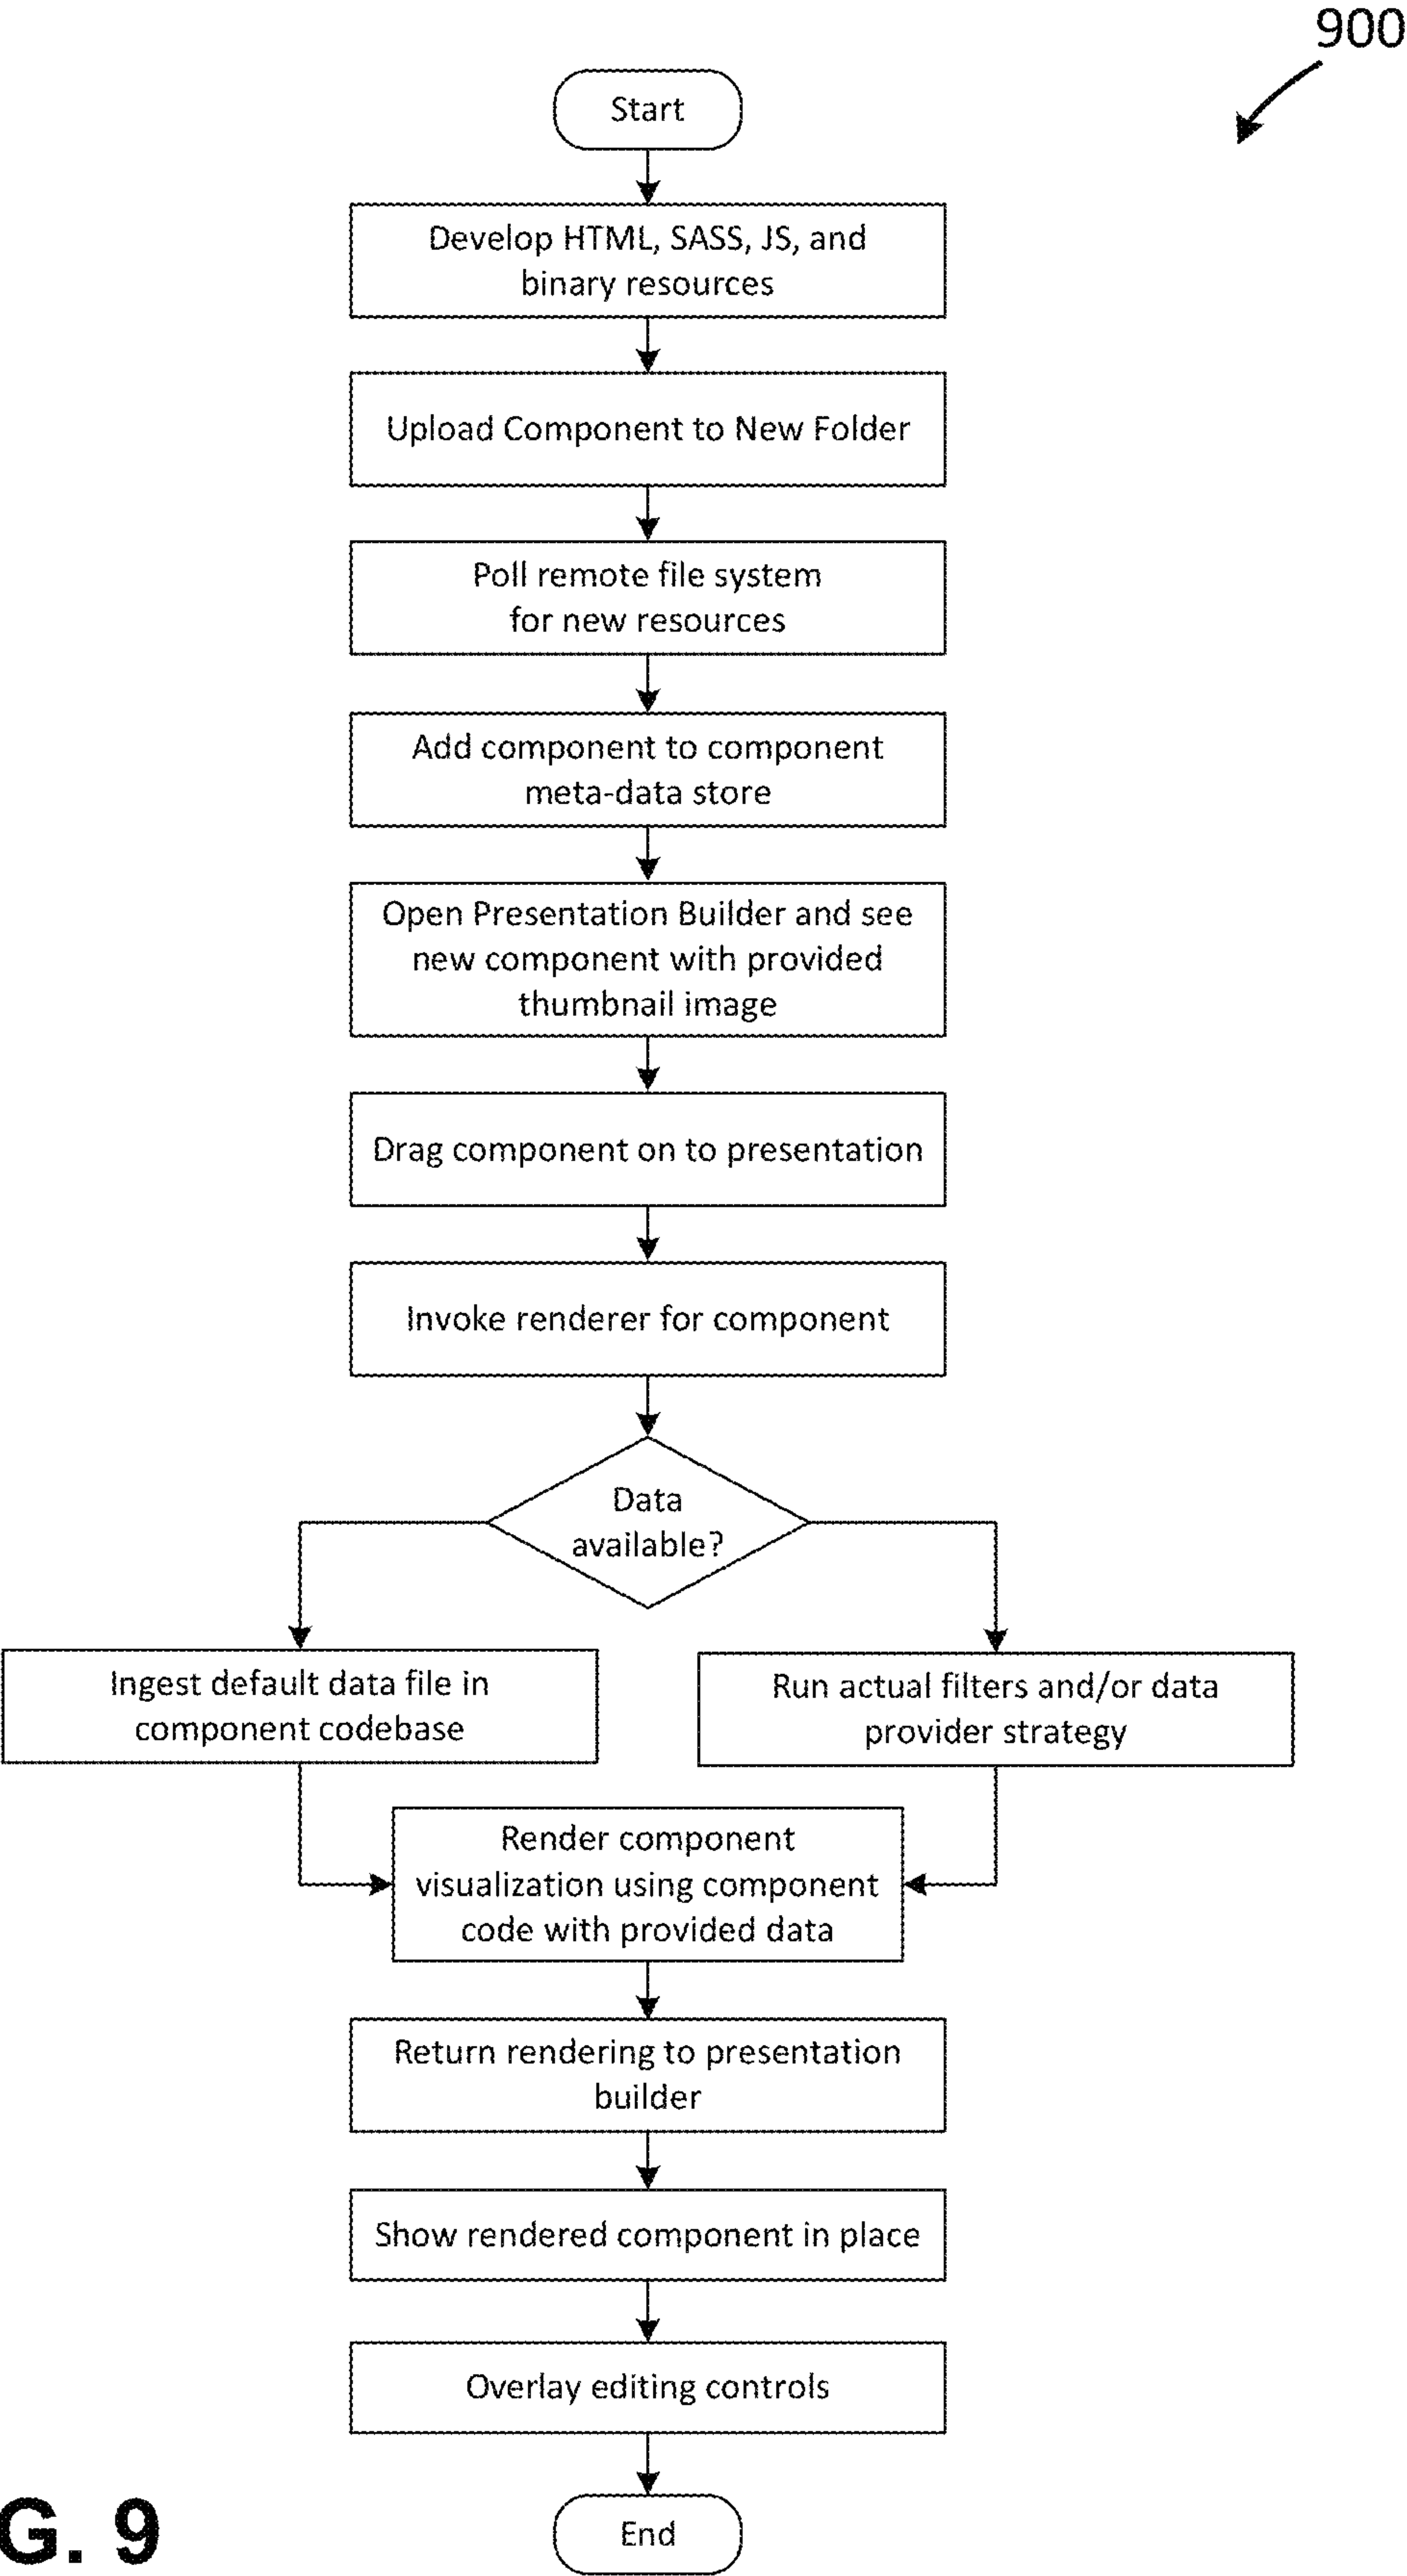 900
Start
Develop HTML, SASS, JS, and
binary resources
Upload Component to New Folder
Poll remote file system
for new resources
Add component to component
meta-data store
Open Presentation Builder and see
new component with provided
thumbnail image
Drag component on to presentation
Invoke renderer for component
Data
available?
Ingest default data file in
component codebase
Run actual filters and/or data
provider strategy
Render component
visualization using component
code with provided data
Return rendering to presentation
builder
Show rendered component in place
Overlay editing controls
End
G. 9